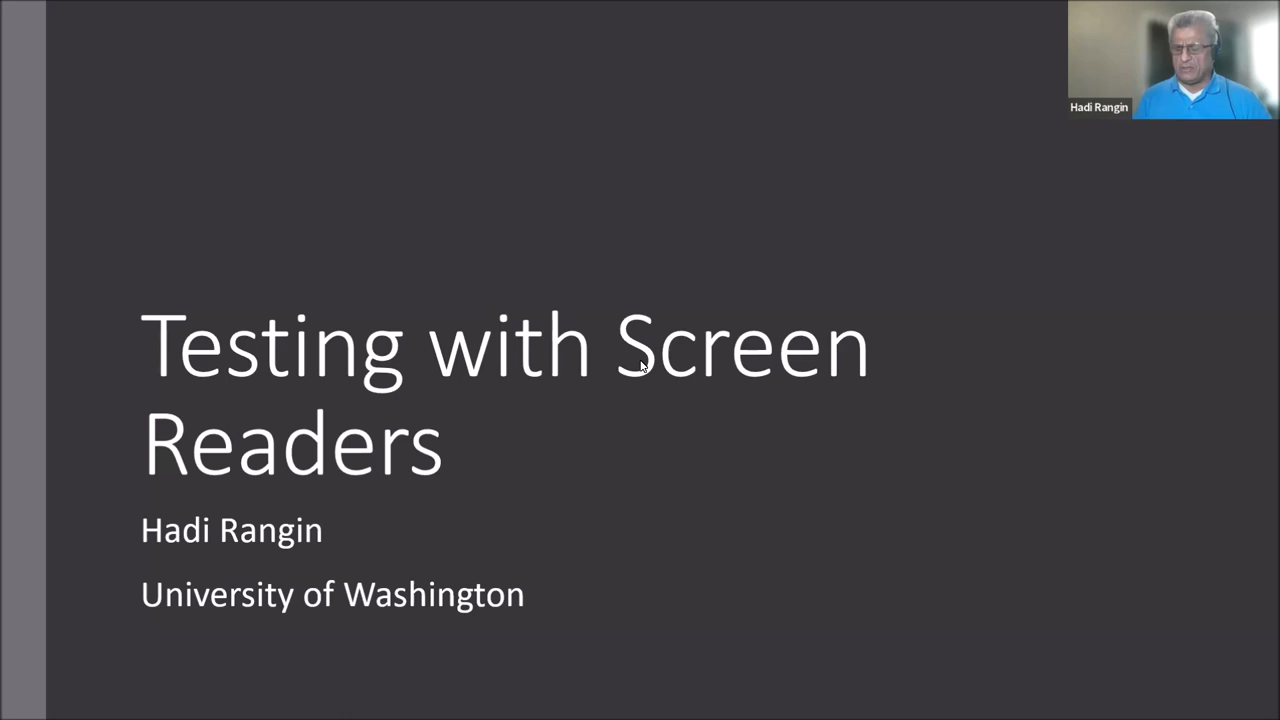 Hadi Rangin
Testing with Screen
Readers
Hadi Rangin
University of Washington